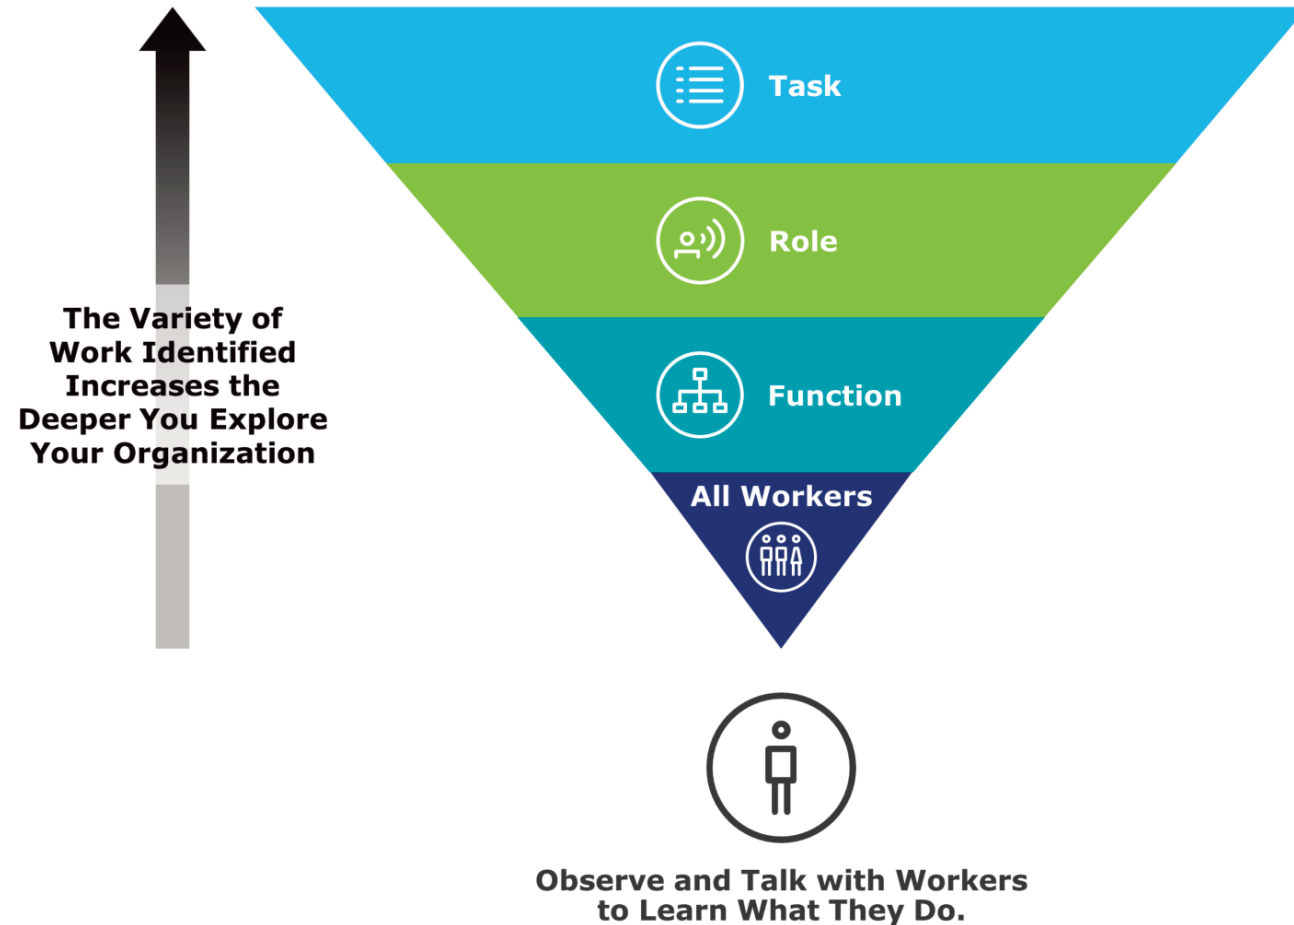 Task
Role
The Variety of
Work Identified
Increases the
Deeper You Explore
Your Organization
Function
All Workers
Observe and Talk with Workers
to Learn What They Do.